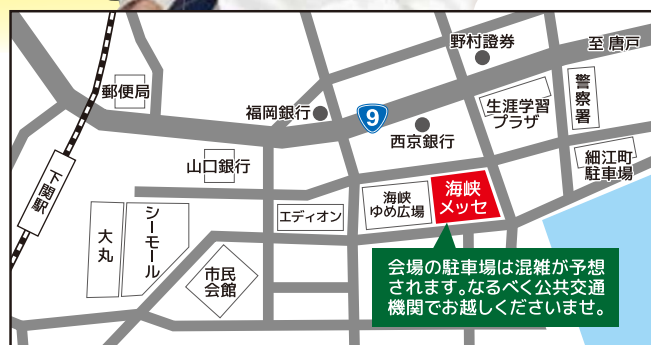 野村證券
至 唐戸
郵便局
福岡銀行
9
西京銀行
生涯学習
プラザ
警察署
細江町
駐車場
山口銀行
下関駅
大丸
シーモール
エディオン
海峡
ゆめ広場
海峡
メッセ
市民
会館
会場の駐車場は混雑が予想
されます。なるべく公共交通
機関でお越しくださいませ。